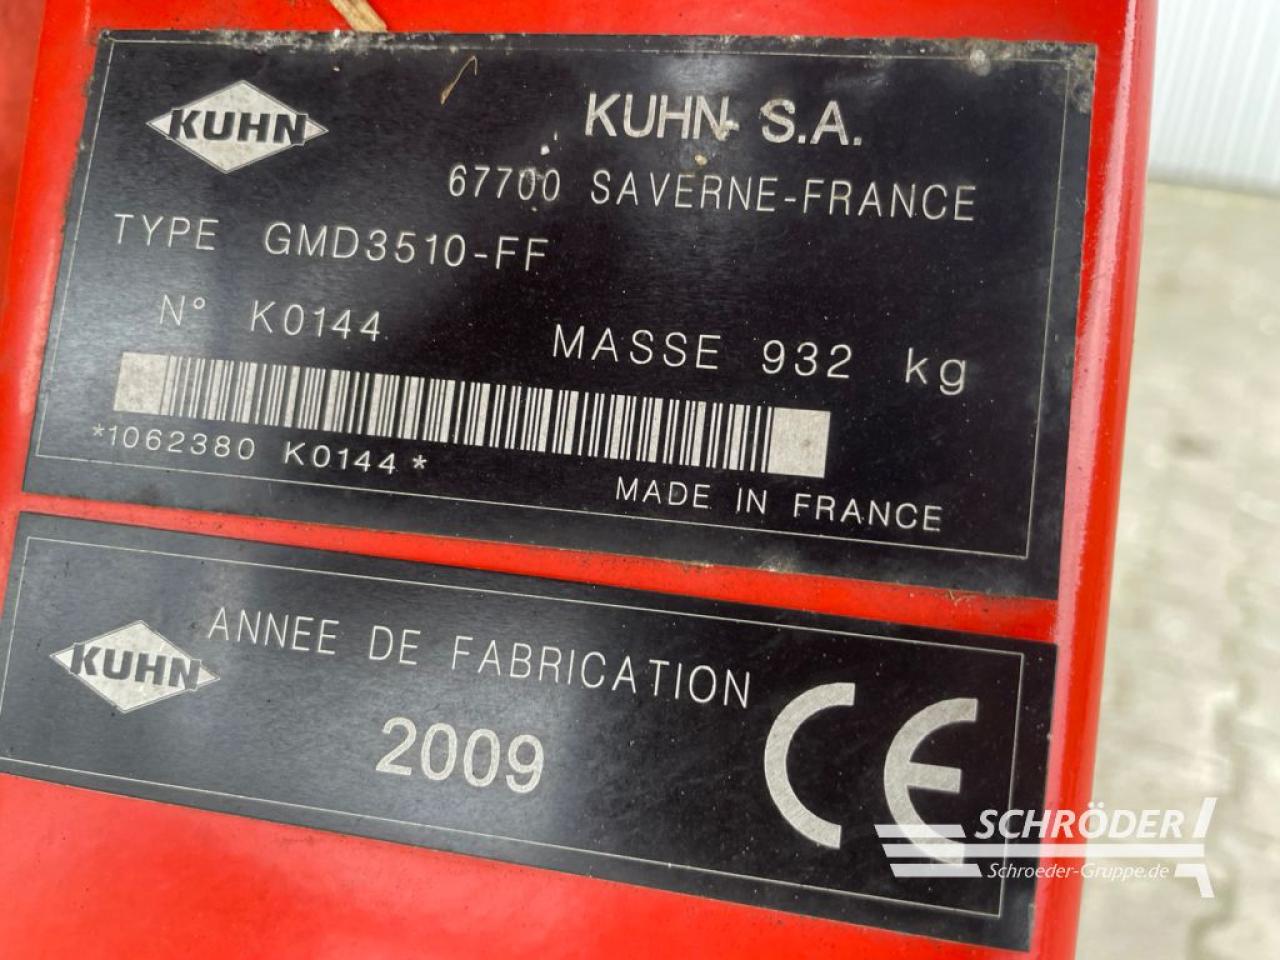 KUHN
KUHN S.A.
67700 SAVERNE-FRANCE
TYPE GMD3510-FF
N° K0144 MASSE 932 kg
*1062380 K0144*
MADE IN FRANCE
KUHN
ANNEE DE FABRICATION
2009
CE
SCHRÖDER
Schroeder-Gruppe.de